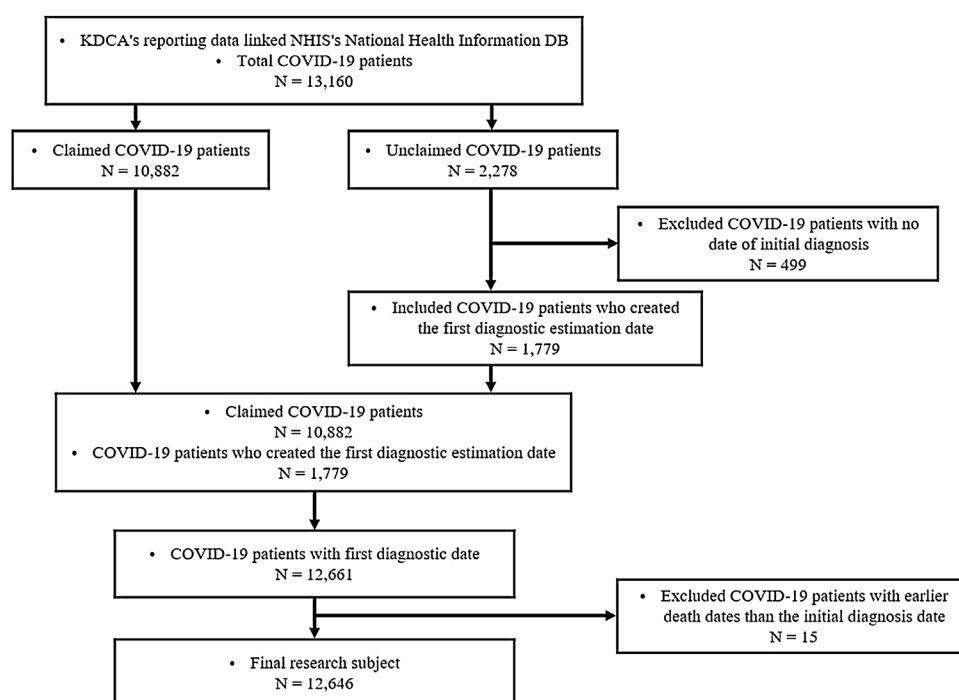 • KDCA's reporting data linked NHIS's National Health Information DB
• Total COVID-19 patients
N = 13,160
• Claimed COVID-19 patients
N = 10,882
• Unclaimed COVID-19 patients
N = 2,278
• Excluded COVID-19 patients with no
date of initial diagnosis
N = 499
• Included COVID-19 patients who created
the first diagnostic estimation date
N = 1,779
• Claimed COVID-19 patients
N = 10,882
• COVID-19 patients who created the first diagnostic estimation date
N = 1,779
• COVID-19 patients with first diagnostic date
N = 12,661
• Excluded COVID-19 patients with earlier
death dates than the initial diagnosis date
N = 15
• Final research subject
N = 12,646